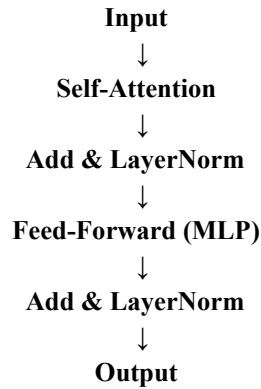 Input
↓
Self-Attention
↓
Add & LayerNorm
↓
Feed-Forward (MLP)
↓
Add & LayerNorm
↓
Output